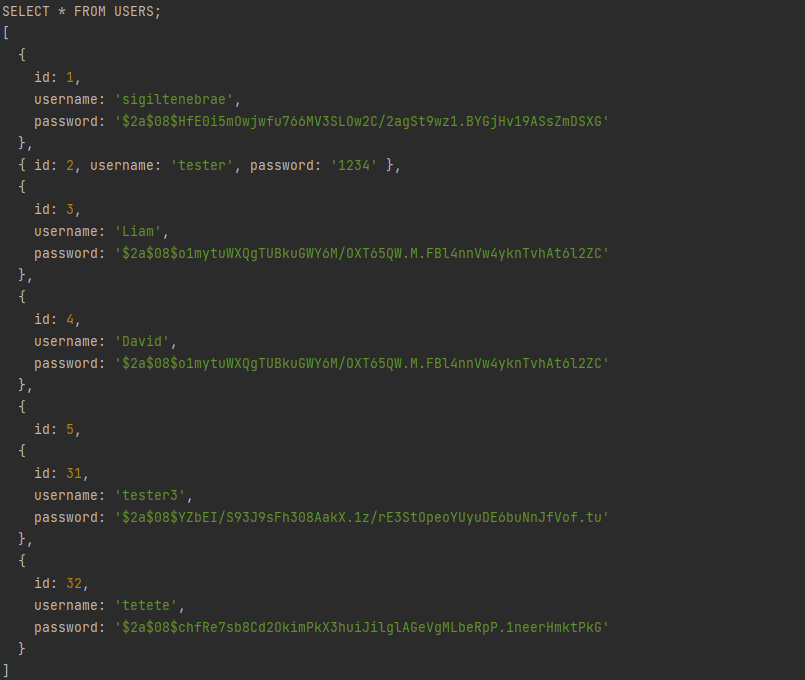 SELECT * FROM USERS;
[
  {
    id: 1,
    username: 'sigiltenebrae',
    password: '$2a$08$HfE0i5mOwjwfu766MV3SLOw2C/2agSt9wz1.BYGjHv19ASsZmDSXG'
  },
  { id: 2, username: 'tester', password: '1234' },
  {
    id: 3,
    username: 'Liam',
    password: '$2a$08$o1mytuWXQgTUBkuGWY6M/OXT65QW.M.FBl4nnVw4yknTvhAt6l2ZC'
  },
  {
    id: 4,
    username: 'David',
    password: '$2a$08$o1mytuWXQgTUBkuGWY6M/OXT65QW.M.FBl4nnVw4yknTvhAt6l2ZC'
  },
  {
    id: 5,
  {
    id: 31,
    username: 'tester3',
    password: '$2a$08$YZbEI/S93J9sFh308AakX.1z/rE3StOpeoYUyuDE6buNnJfVof.tu'
  },
  {
    id: 32,
    username: 'tetete',
    password: '$2a$08$chfRe7sb8Cd2OkimPkX3huiJilglAGeVgMLbeRpP.1neerHmktPkG'
  }
]